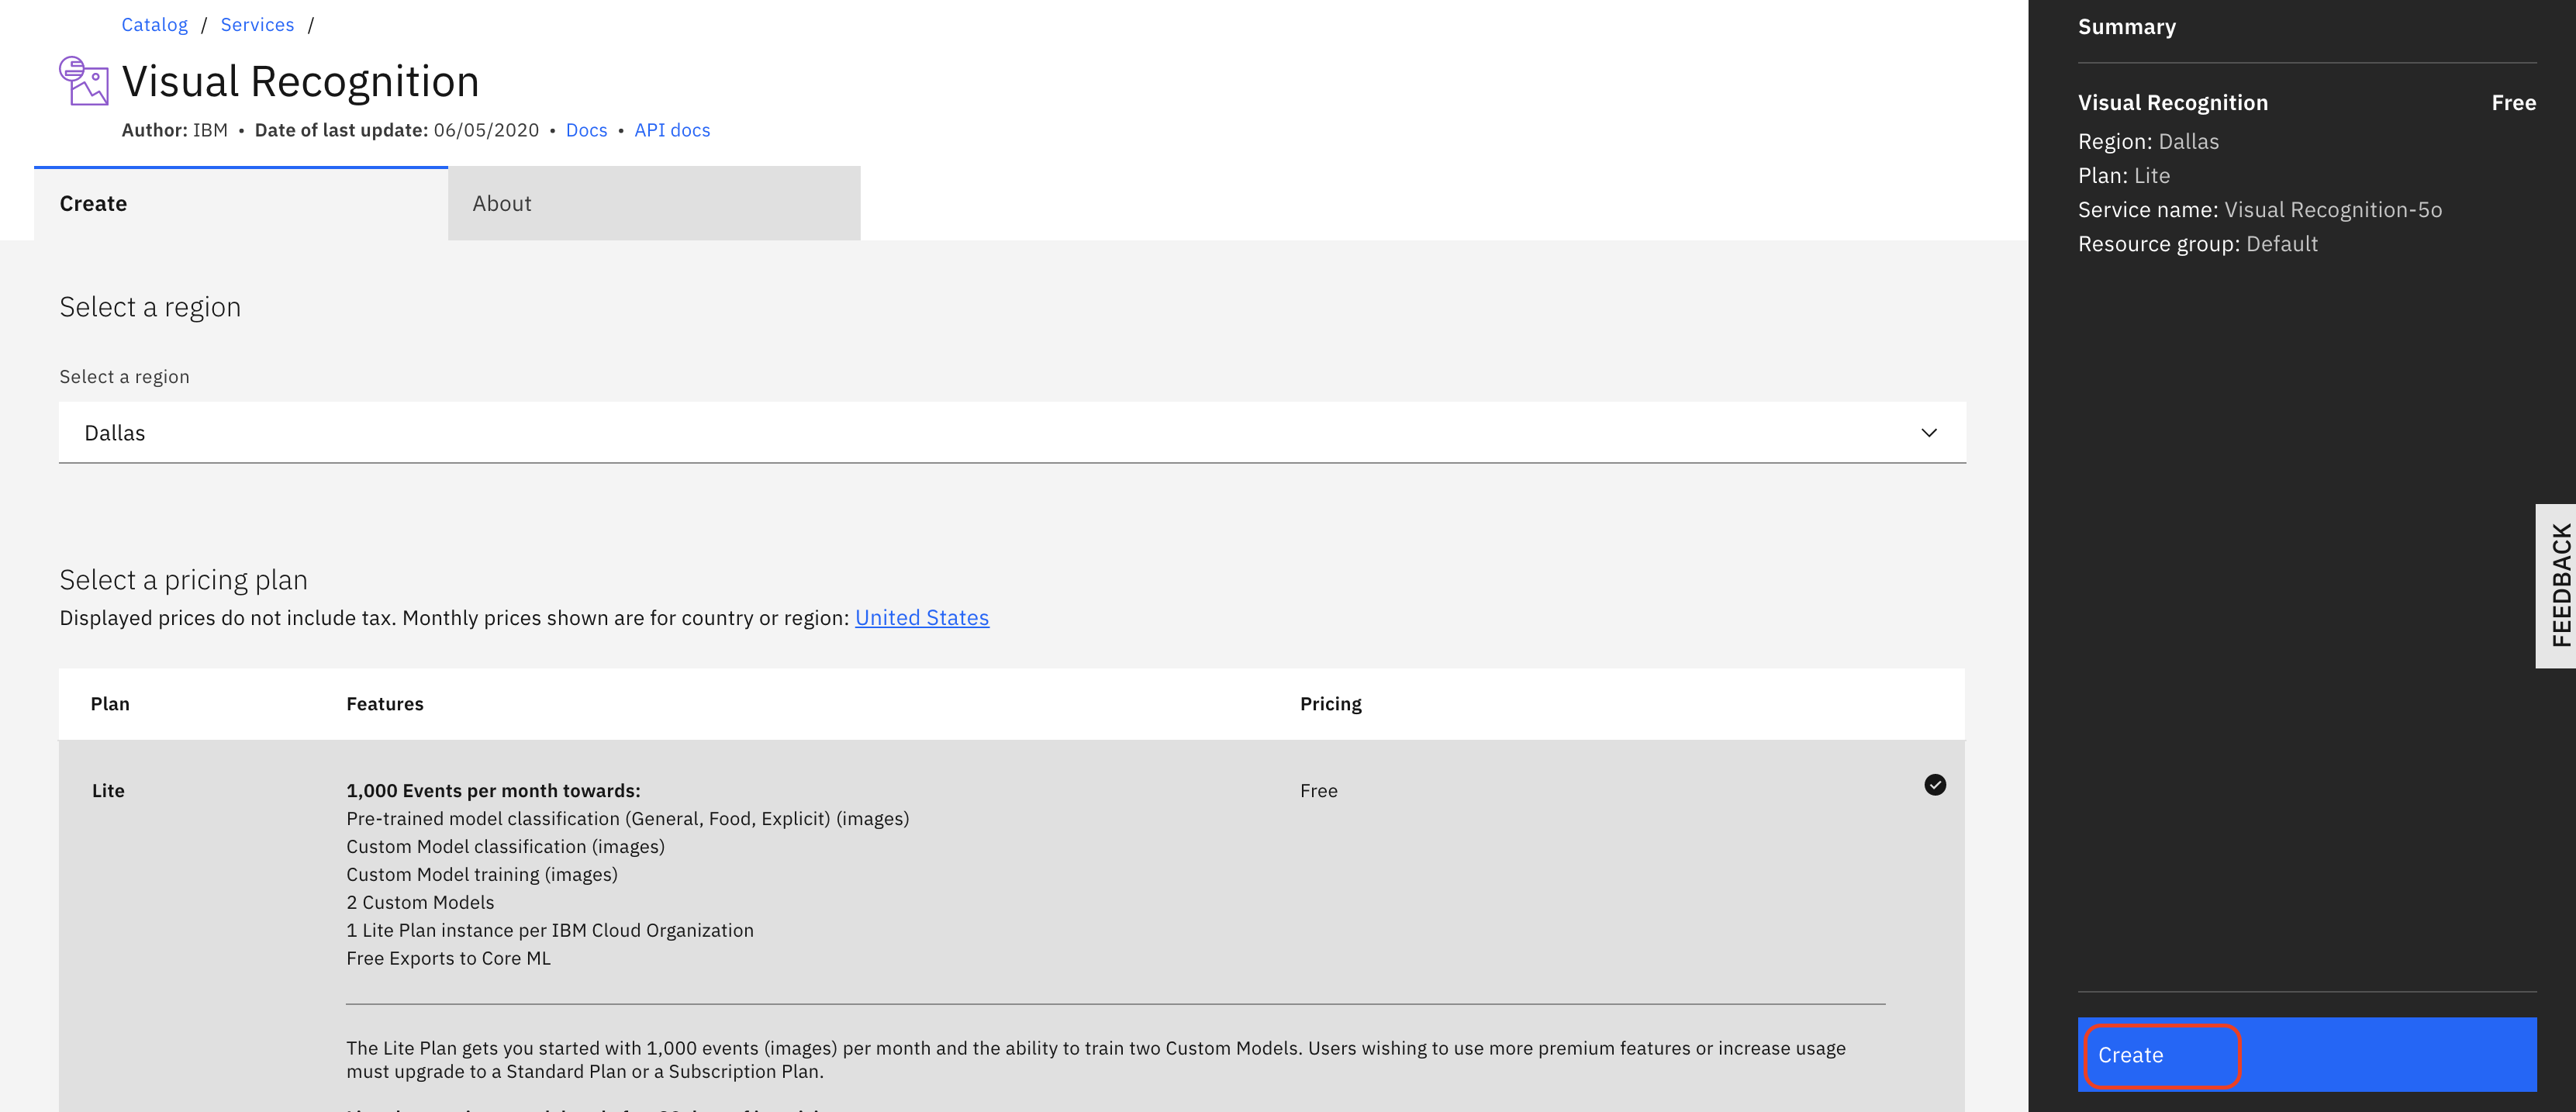 Catalog / Services /
Visual Recognition
Author: IBM • Date of last update: 06/05/2020 • Docs • API docs
Create
About
Select a region
Select a region
Dallas
Select a pricing plan
Displayed prices do not include tax. Monthly prices shown are for country or region: United States
Plan Features Pricing
Lite 1,000 Events per month towards: Free
Pre-trained model classification (General, Food, Explicit) (images)
Custom Model classification (images)
Custom Model training (images)
2 Custom Models
1 Lite Plan instance per IBM Cloud Organization
Free Exports to Core ML
The Lite Plan gets you started with 1,000 events (images) per month and the ability to train two Custom Models. Users wishing to use more premium features or increase usage
must upgrade to a Standard Plan or a Subscription Plan.
Summary
Visual Recognition Free
Region: Dallas
Plan: Lite
Service name: Visual Recognition-5o
Resource group: Default
FEEDBACK
Create